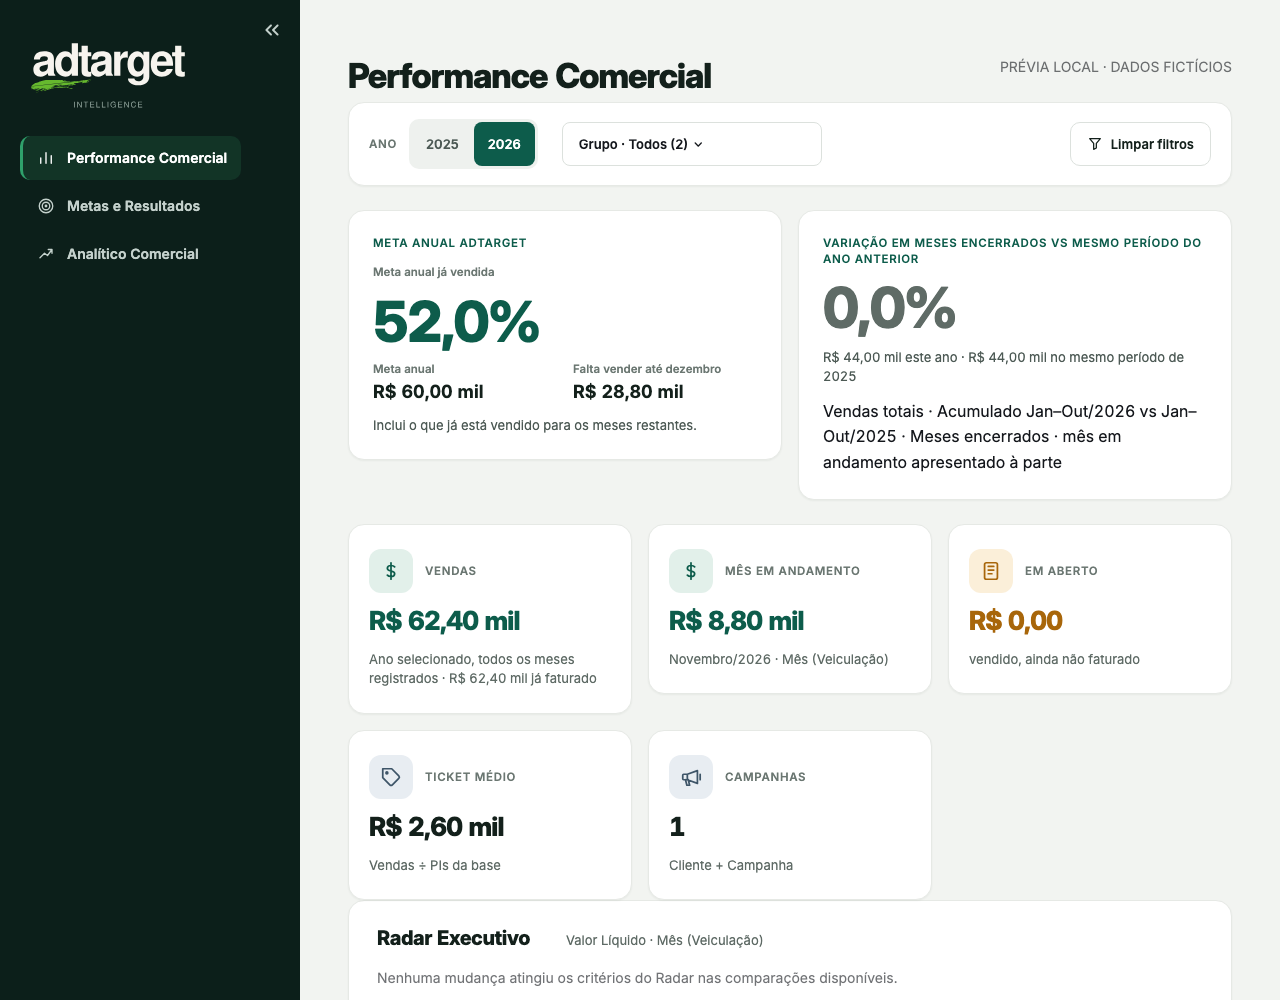 adtarget
INTELLIGENCE
Performance Comercial
Metas e Resultados
Analítico Comercial
Performance Comercial
PRÉVIA LOCAL · DADOS FICTÍCIOS
ANO
2025
2026
Grupo · Todos (2)
Limpar filtros
META ANUAL ADTARGET
Meta anual já vendida
52,0%
Meta anual
R$ 60,00 mil
Falta vender até dezembro
R$ 28,80 mil
Inclui o que já está vendido para os meses restantes.
VARIAÇÃO EM MESES ENCERRADOS VS MESMO PERÍODO DO
ANO ANTERIOR
0,0%
R$ 44,00 mil este ano · R$ 44,00 mil no mesmo período de
2025
Vendas totais · Acumulado Jan–Out/2026 vs Jan–
Out/2025 · Meses encerrados · mês em
andamento apresentado à parte
VENDAS
R$ 62,40 mil
Ano selecionado, todos os meses
registrados · R$ 62,40 mil já faturado
MÊS EM ANDAMENTO
R$ 8,80 mil
Novembro/2026 · Mês (Veiculação)
EM ABERTO
R$ 0,00
vendido, ainda não faturado
TICKET MÉDIO
R$ 2,60 mil
Vendas ÷ PIs da base
CAMPANHAS
1
Cliente + Campanha
Radar Executivo
Valor Líquido · Mês (Veiculação)
Nenhuma mudança atingiu os critérios do Radar nas comparações disponíveis.